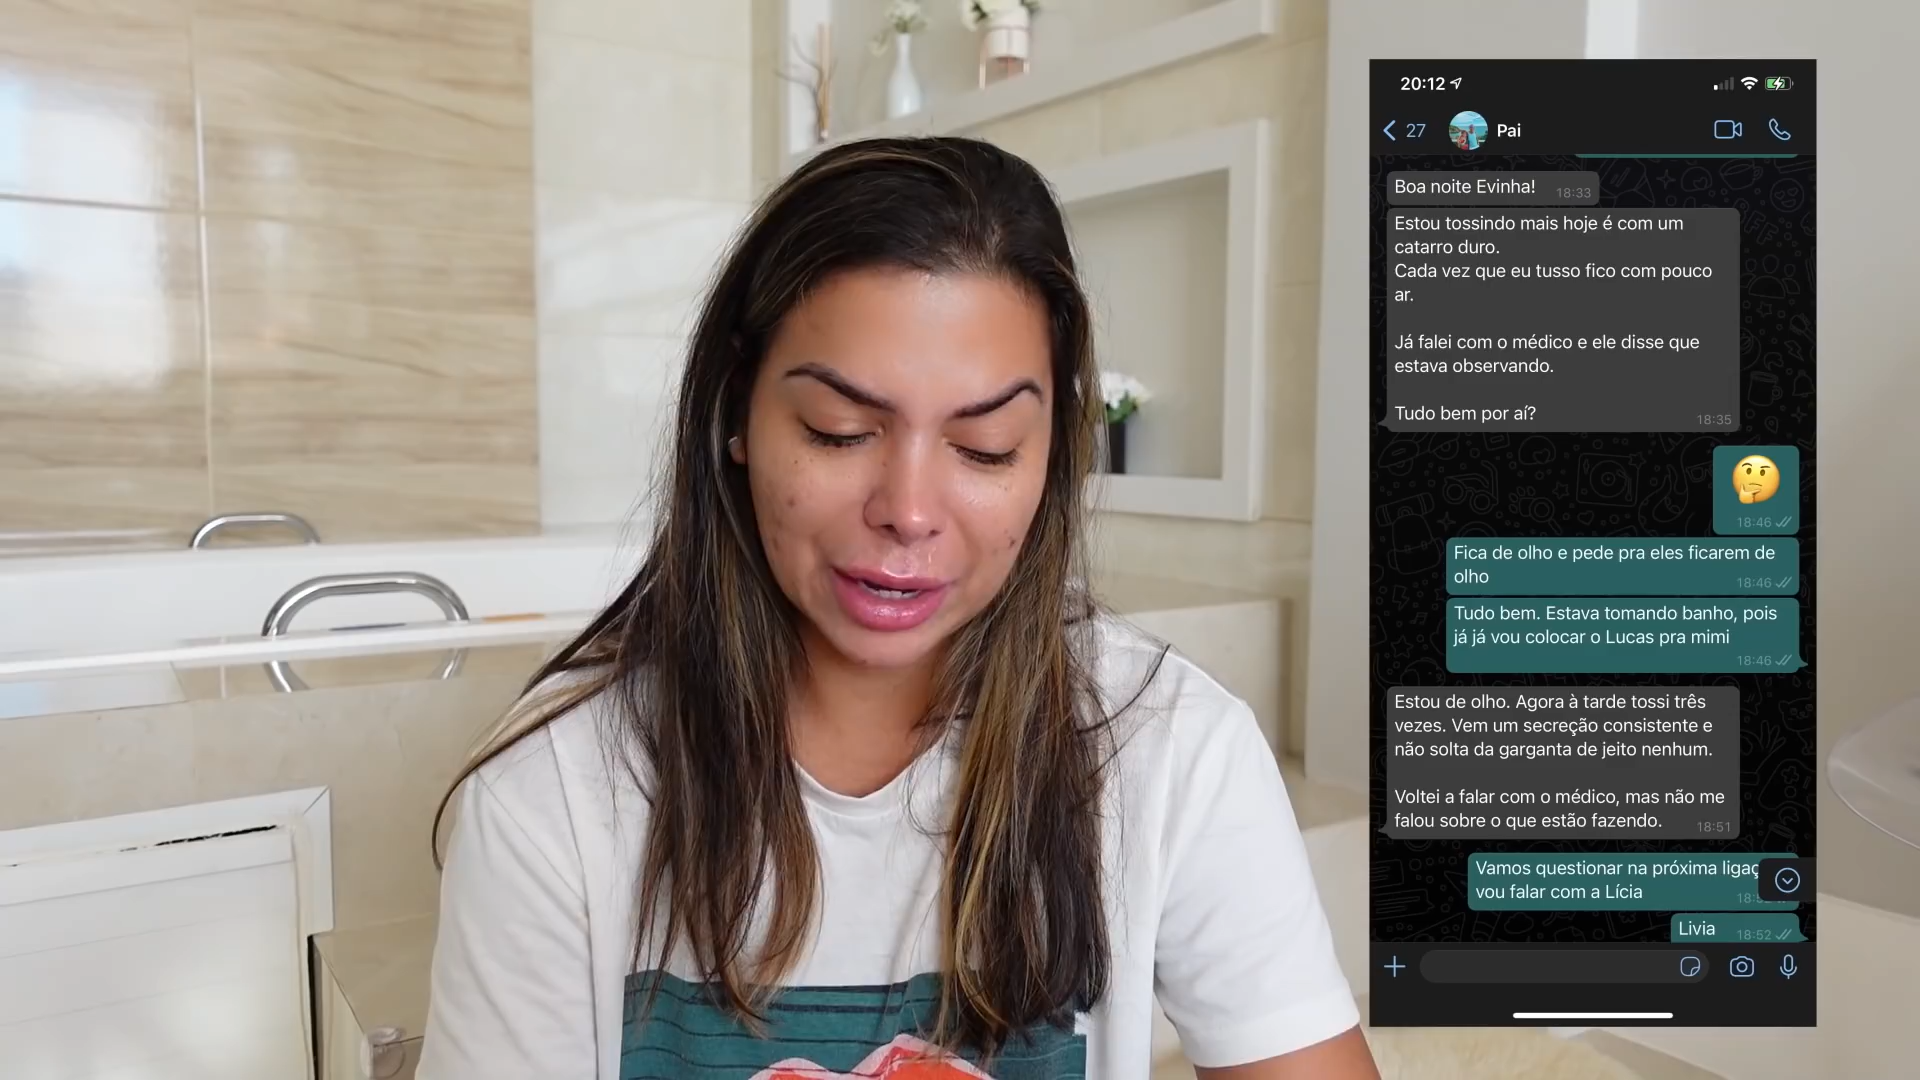 20:12
27
Pai
Boa noite Evinha!
18:33
Estou tossindo mais hoje é com um
catarro duro.
Cada vez que eu tusso fico com pouco
ar.
Já falei com o médico e ele disse que
estava observando.
Tudo bem por aí?
18:35
18:46
Fica de olho e pede pra eles ficarem de
olho
18:46
Tudo bem. Estava tomando banho, pois
já já vou colocar o Lucas pra mimi
18:46
Estou de olho. Agora à tarde tossi três
vezes. Vem um secreção consistente e
não solta da garganta de jeito nenhum.
Voltei a falar com o médico, mas não me
falou sobre o que estão fazendo.
18:51
Vamos questionar na próxima
vou falar com a Lícia
Livia
18:52